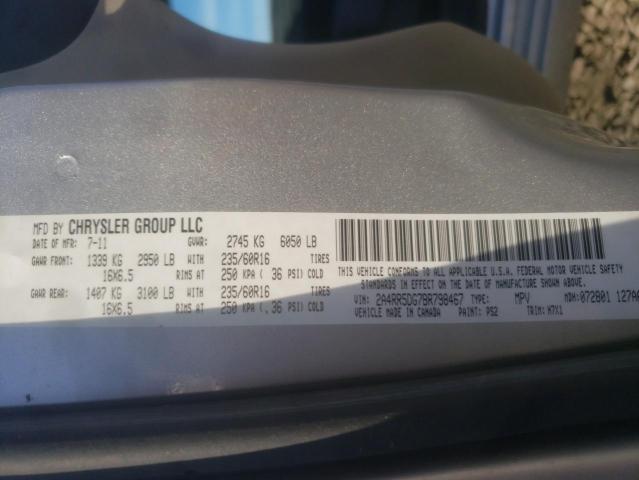 MFD BY CHRYSLER GROUP LLC
DATE OF MFR: 7-11 GVWR: 2745 KG 6050 LB
GAWR FRONT: 1339 KG 2950 LB WITH 235/60R16 TIRES
16X6.5 RIMS AT 250 KPA ( 36 PSI) COLD
GAWR REAR: 1407 KG 3100 LB WITH 235/60R16 TIRES
16X6.5 RIMS AT 250 KPA ( 36 PSI) COLD
THIS VEHICLE CONFORMS TO ALL APPLICABLE U.S.A. FEDERAL MOTOR VEHICLE SAFETY
STANDARDS IN EFFECT ON THE DATE OF MANUFACTURE SHOWN ABOVE.
VIN: 2A4RR5DG7BR798467 TYPE: MPV MDH: 072801
VEHICLE MADE IN CANADA PAINT: PS2 TRIM: H7X1